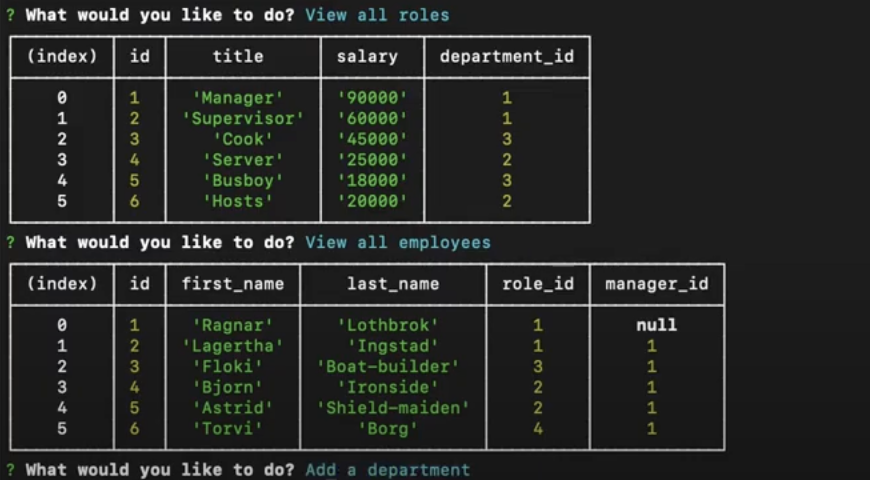 ? What would you like to do? View all roles
(index) id title salary department_id
0 1 'Manager' '90000' 1
1 2 'Supervisor' '60000' 1
2 3 'Cook' '45000' 3
3 4 'Server' '25000' 2
4 5 'Busboy' '18000' 3
5 6 'Hosts' '20000' 2
? What would you like to do? View all employees
(index) id first_name last_name role_id manager_id
0 1 'Ragnar' 'Lothbrok' 1 null
1 2 'Lagertha' 'Ingstad' 1 1
2 3 'Floki' 'Boat-builder' 3 1
3 4 'Bjorn' 'Ironside' 2 1
4 5 'Astrid' 'Shield-maiden' 2 1
5 6 'Torvi' 'Borg' 4 1
? What would you like to do? Add a department